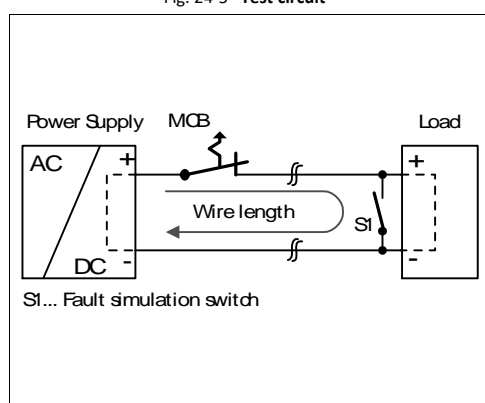 Fig. 24-3 Test circuit
Power Supply MCB Load
AC + +
Wire length S1
DC - -
S1... Fault simulation switch